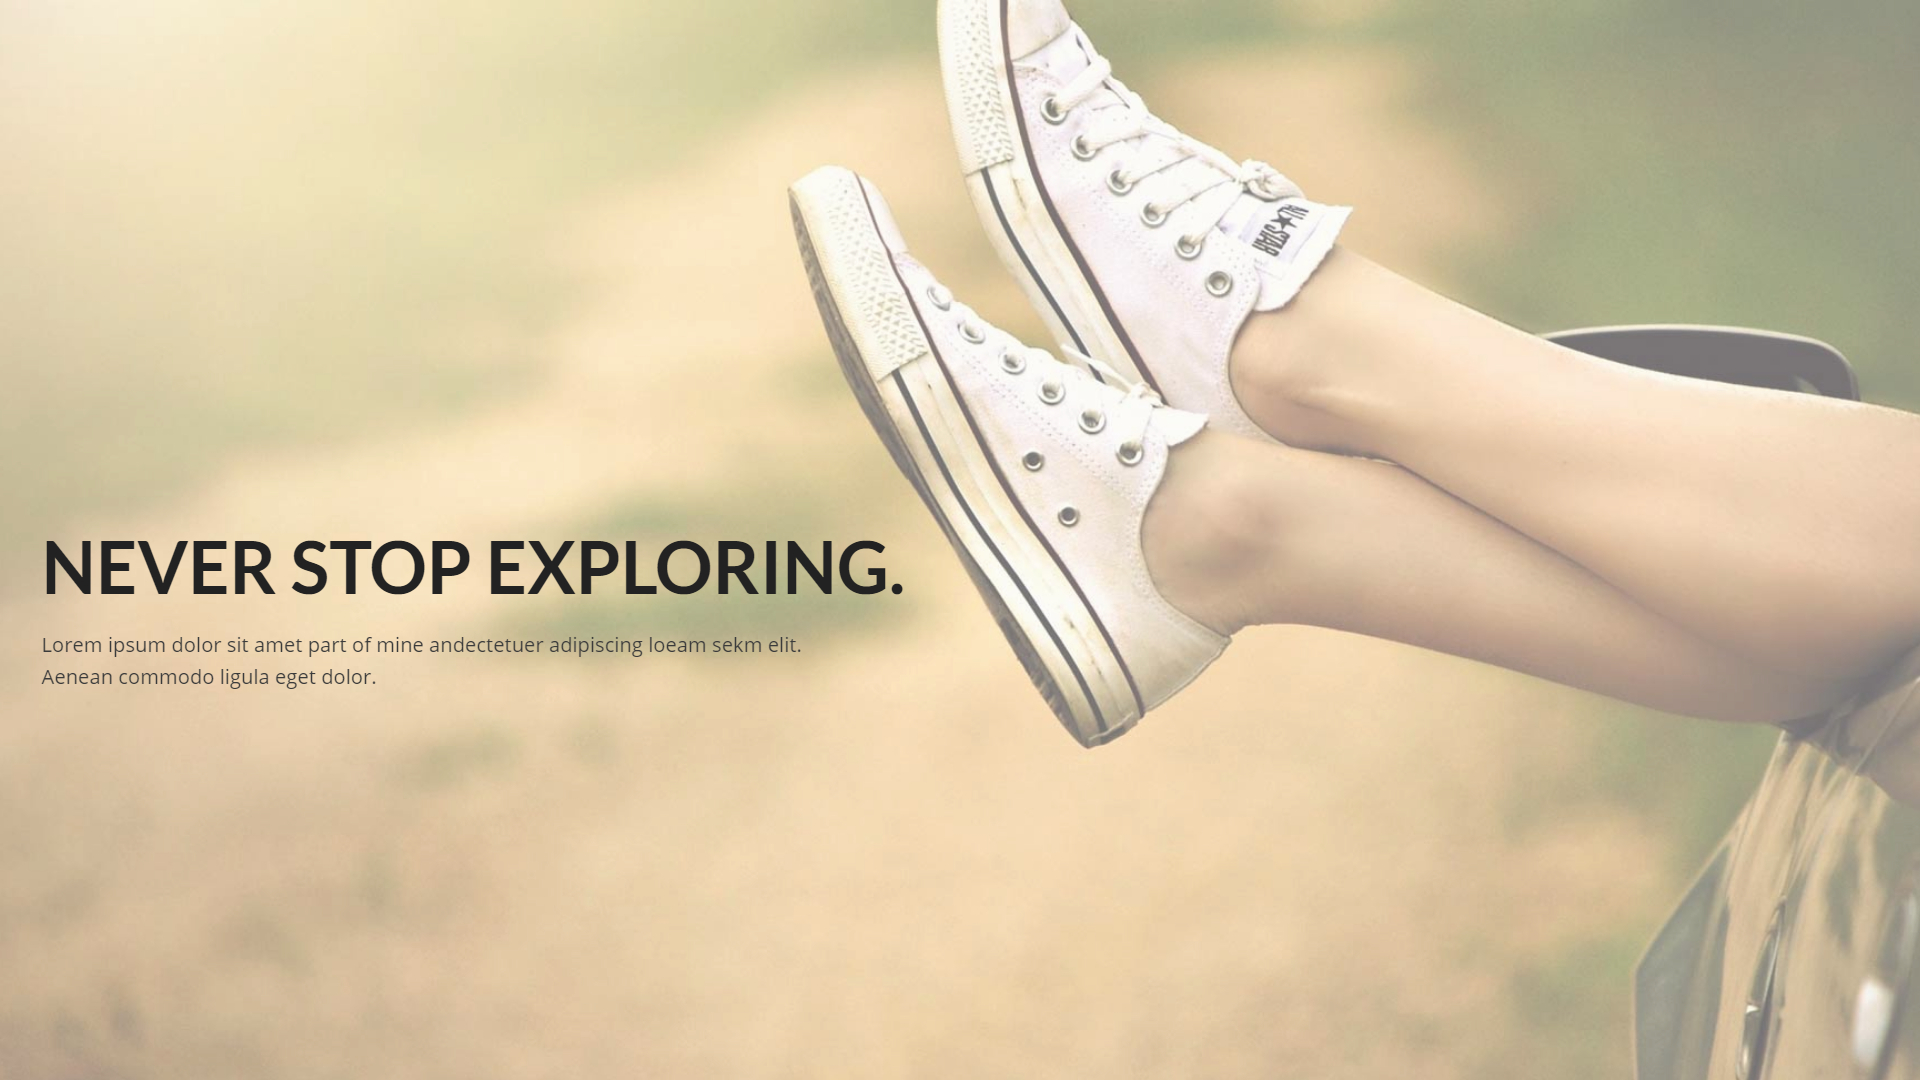 ALL STAR
NEVER STOP EXPLORING.
Lorem ipsum dolor sit amet part of mine andectetuer adipiscing loeam sekm elit.
Aenean commodo ligula eget dolor.